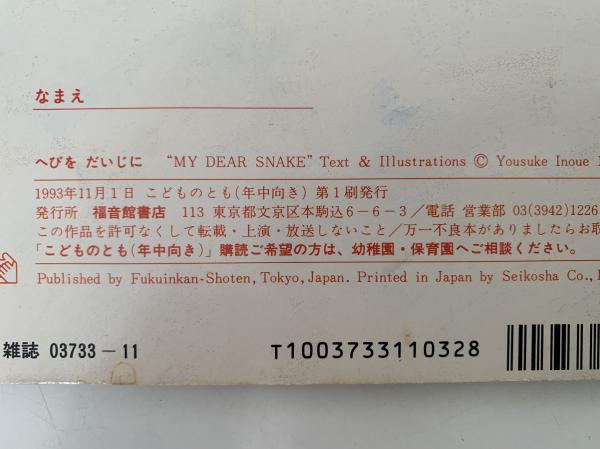 なまえ
へびを だいじに “MY DEAR SNAKE” Text & Illustrations © Yousuke Inoue
1993年11月1日 こどものとも(年中向き) 第1刷発行
発行所 福音館書店 113 東京都文京区本駒込6-6-3/電話 営業部 03(3942)1226
この作品を許可なくして転載・上演・放送しないこと/万一不良本がありましたらお取
「こどものとも(年中向き)」購読ご希望の方は、幼稚園・保育園へご相談ください。
Published by Fukuinkan-Shoten, Tokyo, Japan. Printed in Japan by Seikosha Co.,
雑誌 03733-11
T1003733110328